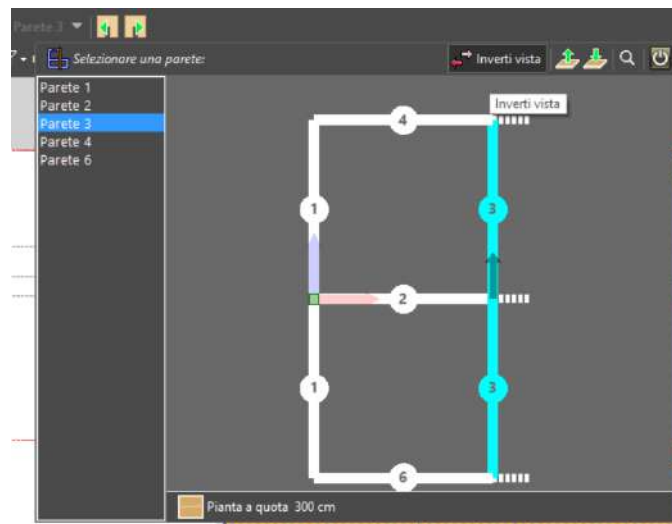 Parete 3
Selezionare una parete:
Inverti vista
Inverti vista
Parete 1
Parete 2
Parete 3
Parete 4
Parete 6
4
1
3
2
1
3
6
Pianta a quota 300 cm